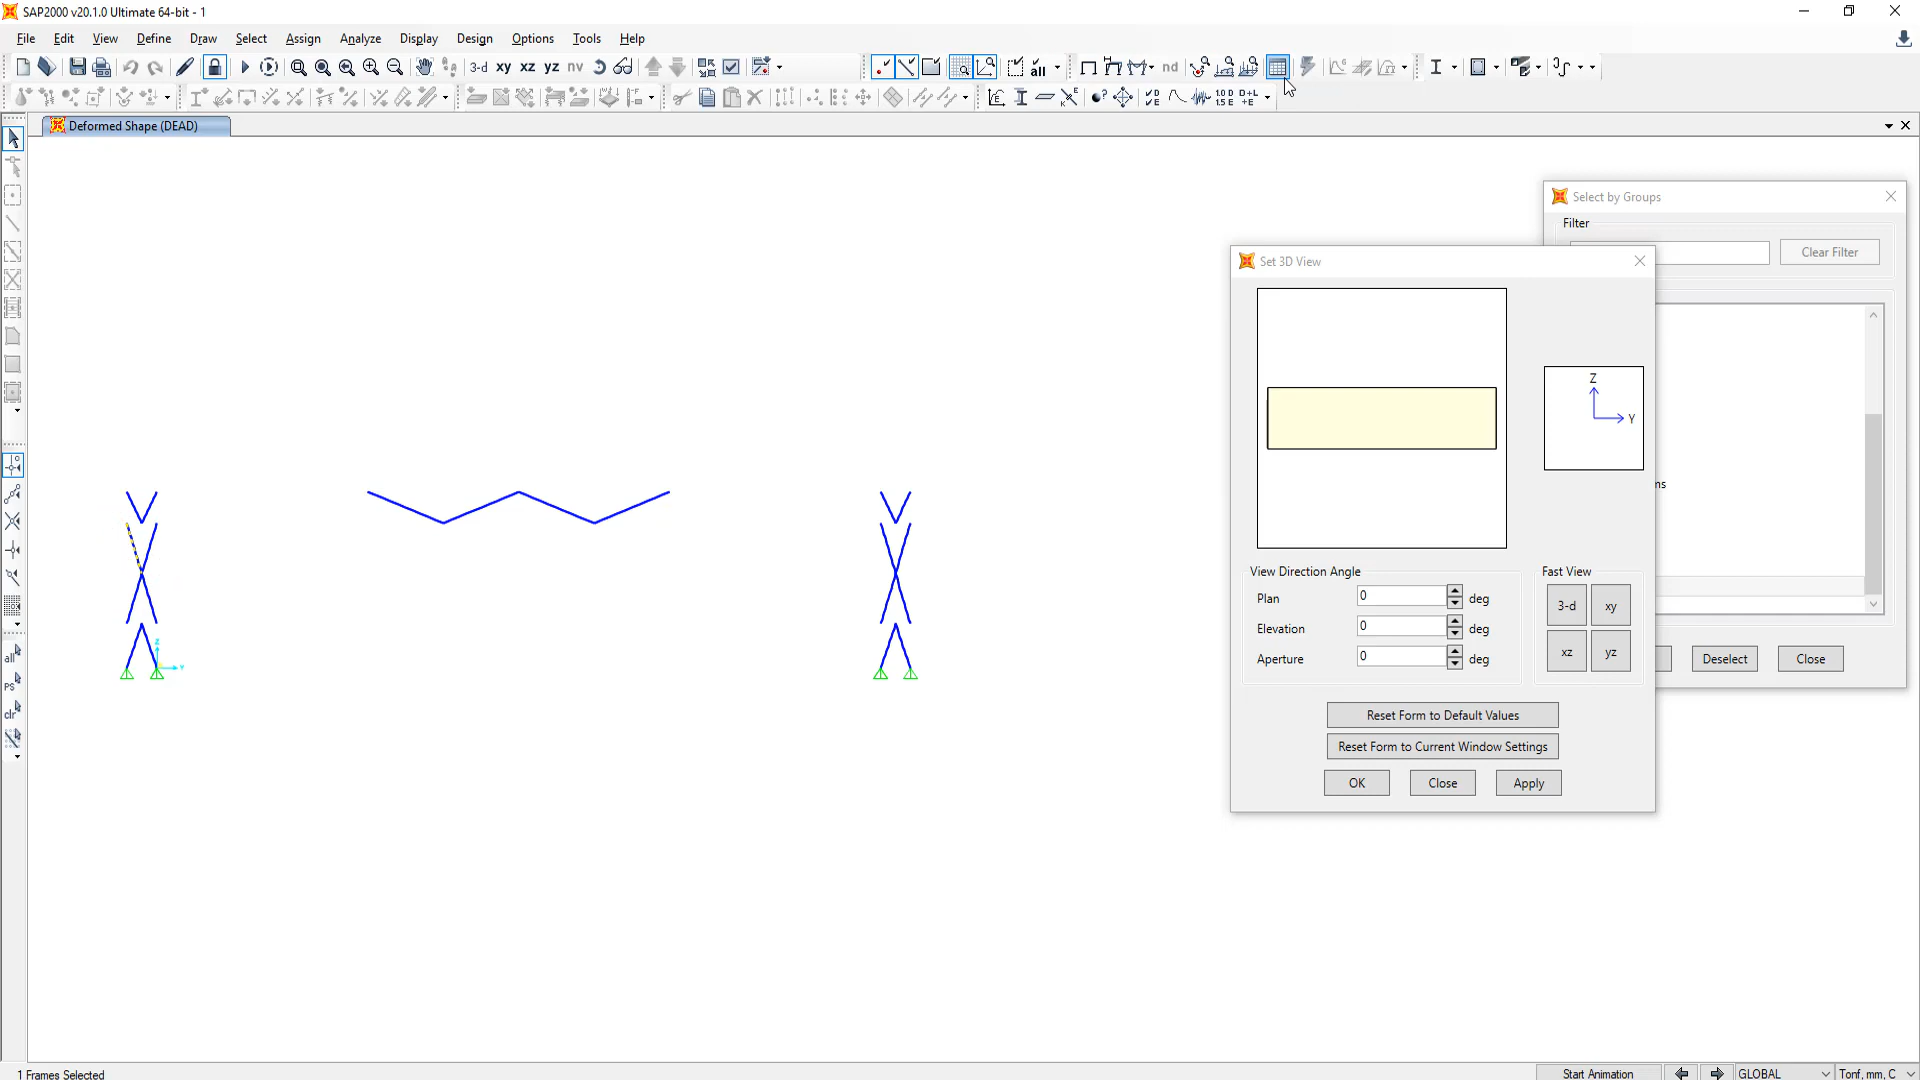 SAP2000 v20.1.0 Ultimate 64-bit - 1
File Edit View Define Draw Select Assign Analyze Display Design Options Tools Help
3-d xy xz yz nv
all
nd
Deformed Shape (DEAD)
Select by Groups
Filter
Clear Filter
Set 3D View
Z
Y
ns
View Direction Angle
Plan 0 deg
Elevation 0 deg
Aperture 0 deg
Fast View
3-d xy
xz yz
Deselect Close
Reset Form to Default Values
Reset Form to Current Window Settings
OK Close Apply
all
PS
clr
1 Frames Selected
Start Animation
GLOBAL
Tonf, mm, C